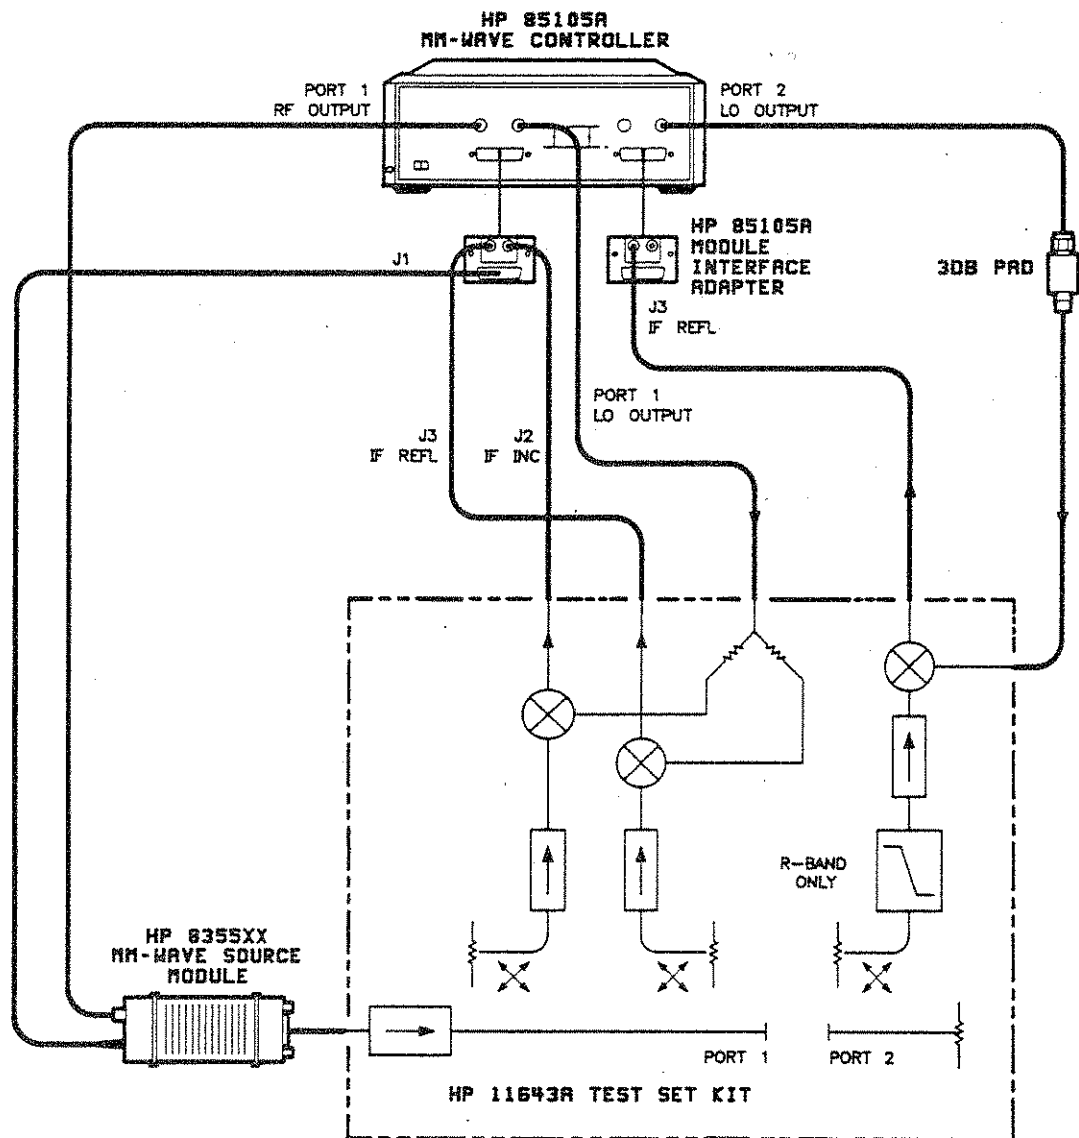 HP 85105A
MM-WAVE CONTROLLER
PORT 1
RF OUTPUT
PORT 2
LO OUTPUT
J1
HP 85105A
MODULE
INTERFACE
ADAPTER
3DB PAD
J3
IF REFL
PORT 1
LO OUTPUT
J3
IF REFL
J2
IF INC
R-BAND
ONLY
HP 8355XX
MM-WAVE SOURCE
MODULE
PORT 1
PORT 2
HP 11643A TEST SET KIT